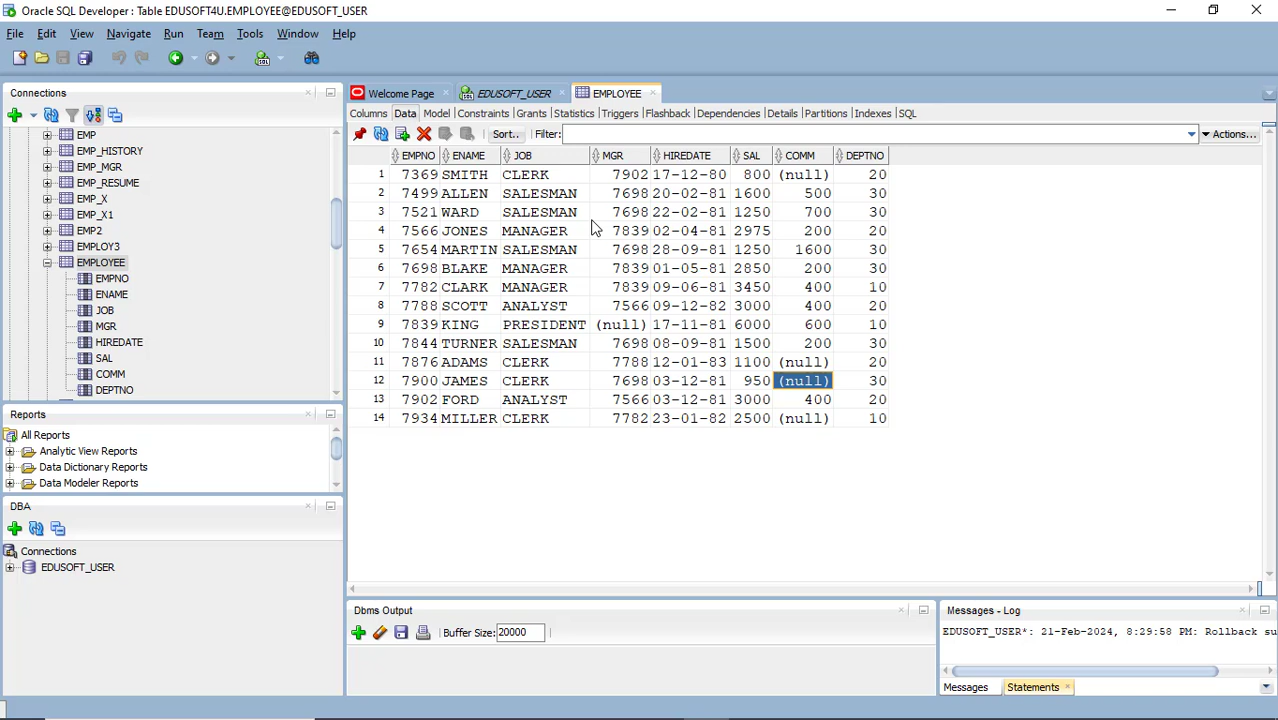 Oracle SQL Developer : Table EDUSOFT4U.EMPLOYEE@EDUSOFT_USER
File Edit View Navigate Run Team Tools Window Help
Connections
EMP
EMP_HISTORY
EMP_MGR
EMP_RESUME
EMP_X
EMP_X1
EMP2
EMPLOY3
EMPLOYEE
EMPNO
ENAME
JOB
MGR
HIREDATE
SAL
COMM
DEPTNO
Reports
All Reports
Analytic View Reports
Data Dictionary Reports
Data Modeler Reports
DBA
Connections
EDUSOFT_USER
Welcome Page EDUSOFT_USER EMPLOYEE
Columns Data Model Constraints Grants Statistics Triggers Flashback Dependencies Details Partitions Indexes SQL
Sort.. Filter: Actions...
EMPNO ENAME JOB MGR HIREDATE SAL COMM DEPTNO
1 7369 SMITH CLERK 7902 17-12-80 800 (null) 20
2 7499 ALLEN SALESMAN 7698 20-02-81 1600 500 30
3 7521 WARD SALESMAN 7698 22-02-81 1250 700 30
4 7566 JONES MANAGER 7839 02-04-81 2975 200 20
5 7654 MARTIN SALESMAN 7698 28-09-81 1250 1600 30
6 7698 BLAKE MANAGER 7839 01-05-81 2850 200 30
7 7782 CLARK MANAGER 7839 09-06-81 3450 400 10
8 7788 SCOTT ANALYST 7566 09-12-82 3000 400 20
9 7839 KING PRESIDENT (null) 17-11-81 6000 600 10
10 7844 TURNER SALESMAN 7698 08-09-81 1500 200 30
11 7876 ADAMS CLERK 7788 12-01-83 1100 (null) 20
12 7900 JAMES CLERK 7698 03-12-81 950 (null) 30
13 7902 FORD ANALYST 7566 03-12-81 3000 400 20
14 7934 MILLER CLERK 7782 23-01-82 2500 (null) 10
Dbms Output
Buffer Size: 20000
Messages - Log
EDUSOFT_USER*: 21-Feb-2024, 8:29:58 PM: Rollback su
Messages Statements